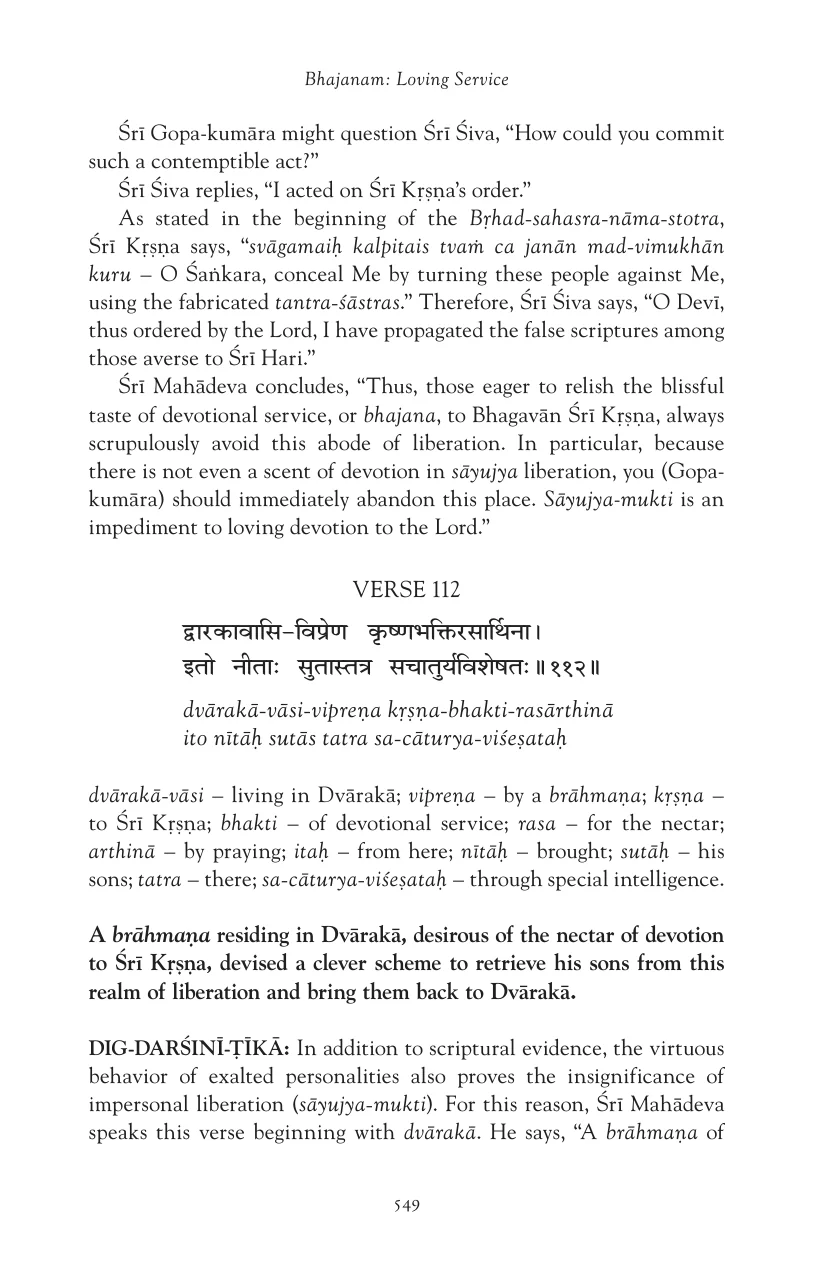 Bhajanam: Loving Service
Śrī Gopa-kumāra might question Śrī Śiva, “How could you commit
such a contemptible act?”
Śrī Śiva replies, “I acted on Śrī Kṛṣṇa’s order.”
As stated in the beginning of the Bṛhad-sahasra-nāma-stotra,
Śrī Kṛṣṇa says, “svāgamaiḥ kalpitais tvaṁ ca janān mad-vimukhān
kuru – O Śaṅkara, conceal Me by turning these people against Me,
using the fabricated tantra-śāstras.” Therefore, Śrī Śiva says, “O Devī,
thus ordered by the Lord, I have propagated the false scriptures among
those averse to Śrī Hari.”
Śrī Mahādeva concludes, “Thus, those eager to relish the blissful
taste of devotional service, or bhajana, to Bhagavān Śrī Kṛṣṇa, always
scrupulously avoid this abode of liberation. In particular, because
there is not even a scent of devotion in sāyujya liberation, you (Gopa-
kumāra) should immediately abandon this place. Sāyujya-mukti is an
impediment to loving devotion to the Lord.”
VERSE 112
द्वारकावासि–विप्रेण कृष्णभक्तिरसार्थिना।
इतो नीताः सुतास्तत्र सचातुर्यविशेषतः॥११२॥
dvārakā-vāsi-vipreṇa kṛṣṇa-bhakti-rasārthinā
ito nītāḥ sutās tatra sa-cāturya-viśeṣataḥ
dvārakā-vāsi – living in Dvārakā; vipreṇa – by a brāhmaṇa; kṛṣṇa –
to Śrī Kṛṣṇa; bhakti – of devotional service; rasa – for the nectar;
arthinā – by praying; itaḥ – from here; nītāḥ – brought; sutāḥ – his
sons; tatra – there; sa-cāturya-viśeṣataḥ – through special intelligence.
A brāhmaṇa residing in Dvārakā, desirous of the nectar of devotion
to Śrī Kṛṣṇa, devised a clever scheme to retrieve his sons from this
realm of liberation and bring them back to Dvārakā.
DIG-DARŚINĪ-ṬĪKĀ: In addition to scriptural evidence, the virtuous
behavior of exalted personalities also proves the insignificance of
impersonal liberation (sāyujya-mukti). For this reason, Śrī Mahādeva
speaks this verse beginning with dvārakā. He says, “A brāhmaṇa of
549